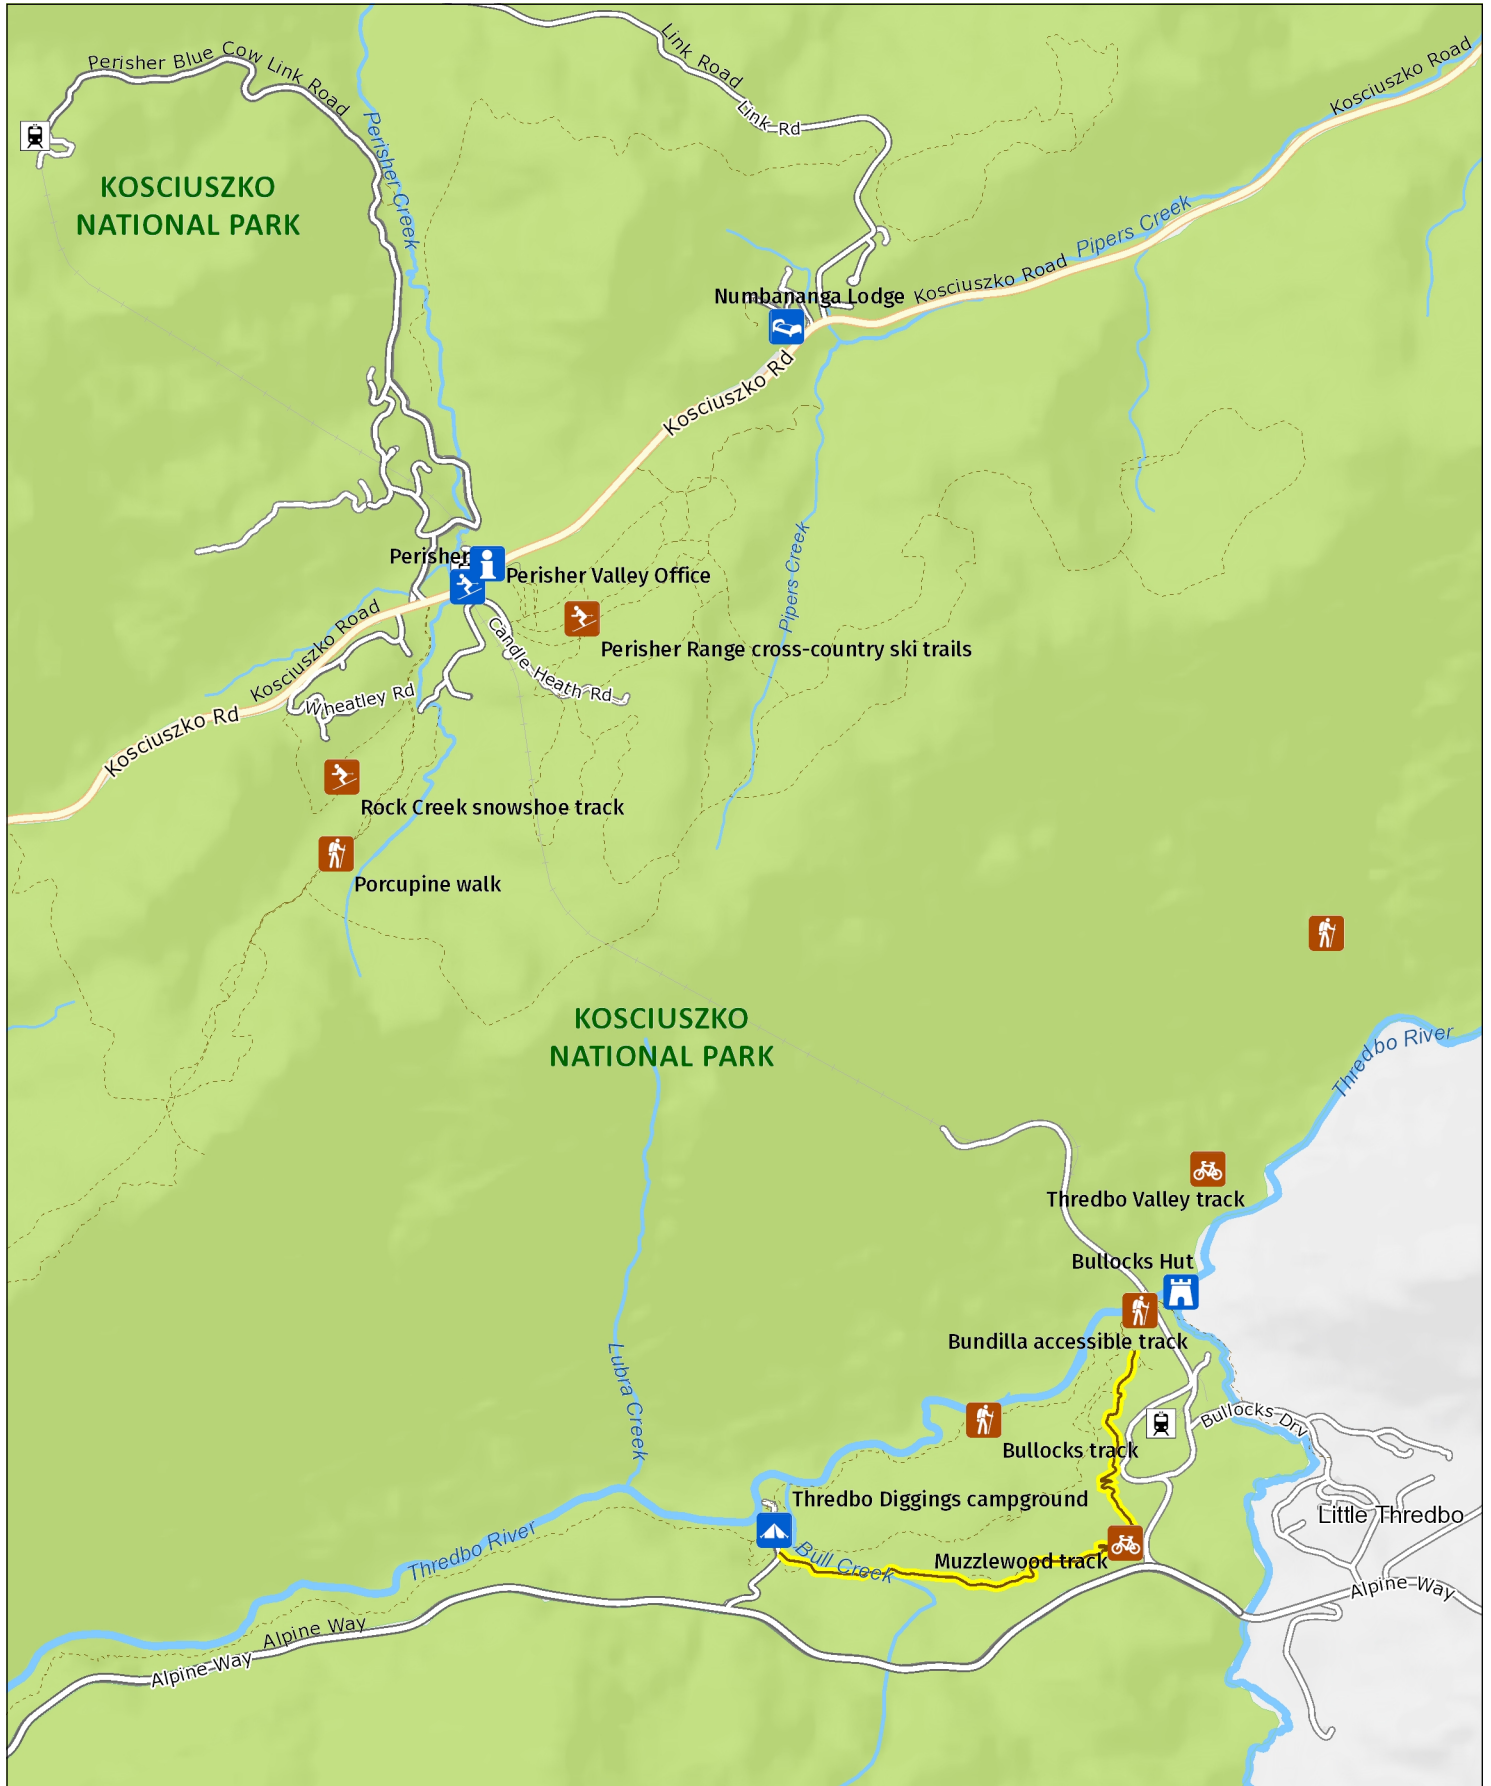 Perisher Blue Cow Link Road
Link Road
Link Rd
Kosciuszko Road
Perisher Creek
KOSCIUSZKO
NATIONAL PARK
Pipers Creek
Kosciuszko Road
Numbananga Lodge
Kosciuszko Rd
Pipers Creek
Perisher
Perisher Valley Office
Kosciuszko Road
Candle Heath Rd
Perisher Range cross-country ski trails
Wheatley Rd
Kosciuszko Rd
Rock Creek snowshoe track
Porcupine walk
KOSCIUSZKO
NATIONAL PARK
Thredbo River
Thredbo Valley track
Bullocks Hut
Bundilla accessible track
Lubra Creek
Bullocks Drv
Bullocks track
Thredbo Diggings campground
Little Thredbo
Thredbo River
Bull Creek
Muzzlewood track
Alpine Way
Alpine Way
Alpine Way